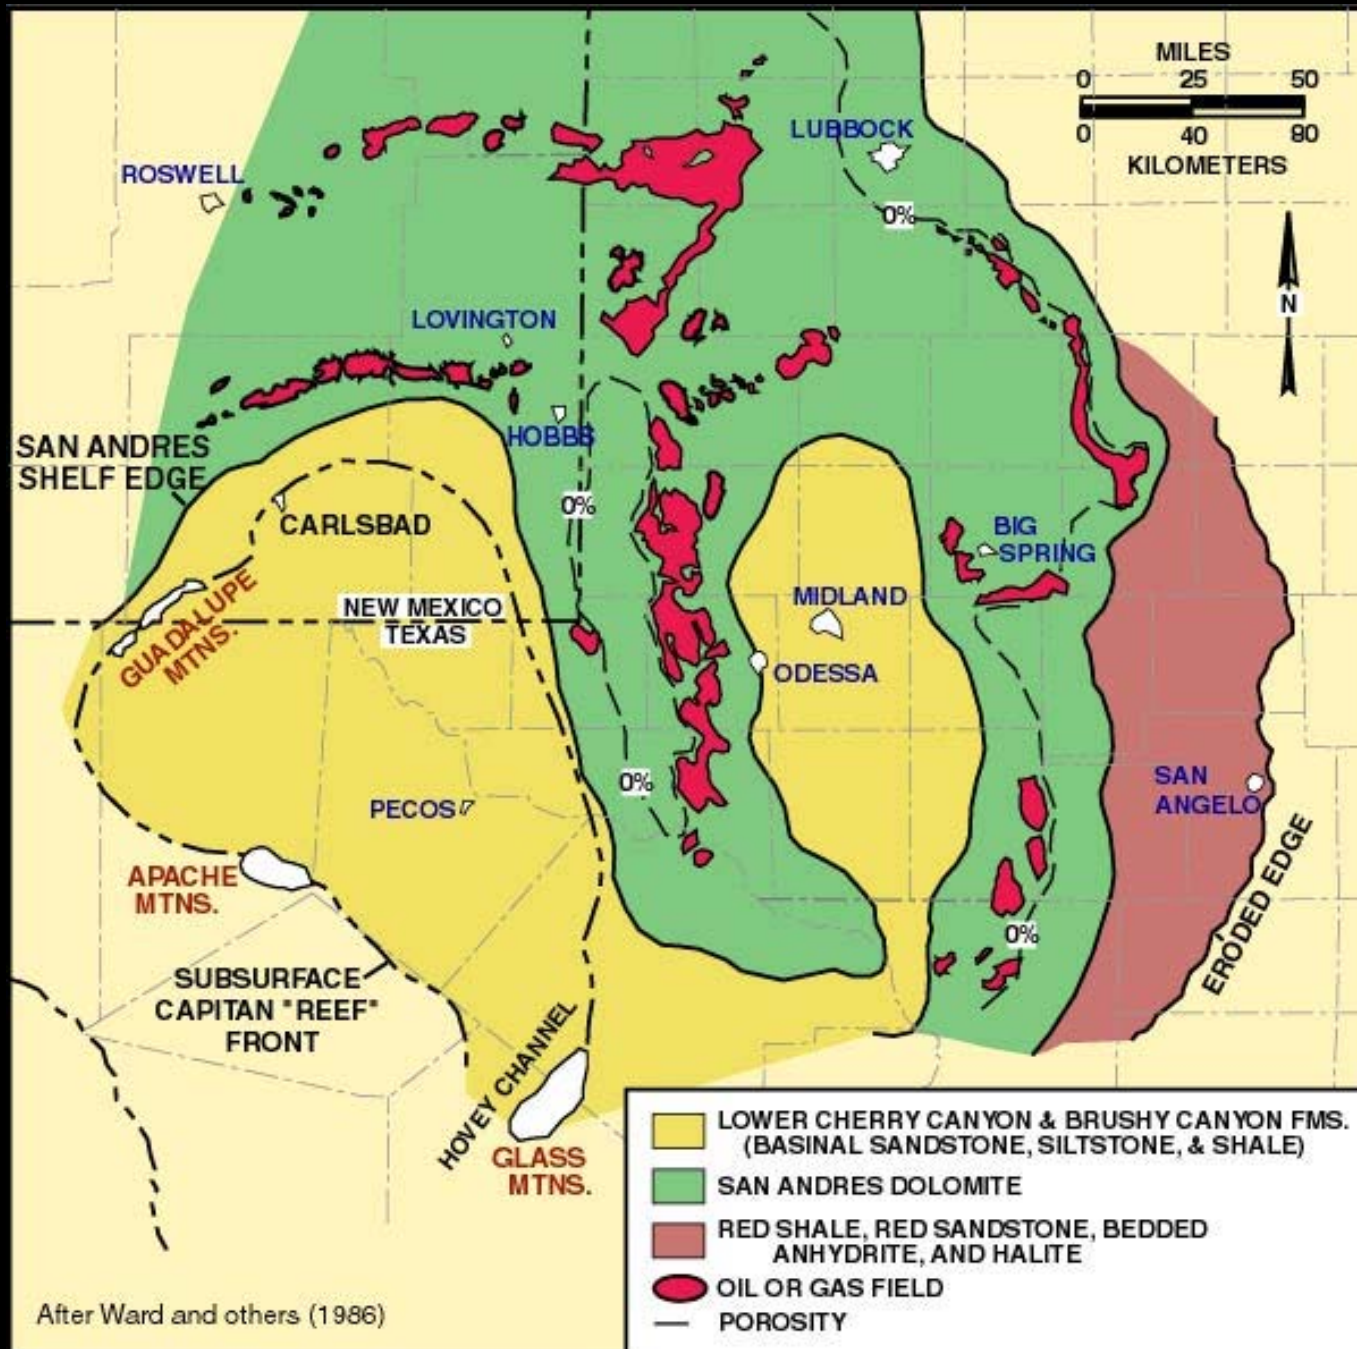 MILES
0 25 50
0 40 80
KILOMETERS
LUBBOCK
ROSWELL
0%
N
LOVINGTON
HOBBS
SAN ANDRES
SHELF EDGE
0%
CARLSBAD
BIG
SPRING
NEW MEXICO
TEXAS
MIDLAND
GUADALUPE
MTNS.
ODESSA
0%
SAN
ANGELO
PECOS
APACHE
MTNS.
ERODED EDGE
0%
SUBSURFACE
CAPITAN "REEF"
FRONT
HOVEY CHANNEL
GLASS
MTNS.
LOWER CHERRY CANYON & BRUSHY CANYON FMS.
(BASINAL SANDSTONE, SILTSTONE, & SHALE)
SAN ANDRES DOLOMITE
RED SHALE, RED SANDSTONE, BEDDED
ANHYDRITE, AND HALITE
OIL OR GAS FIELD
POROSITY
After Ward and others (1986)